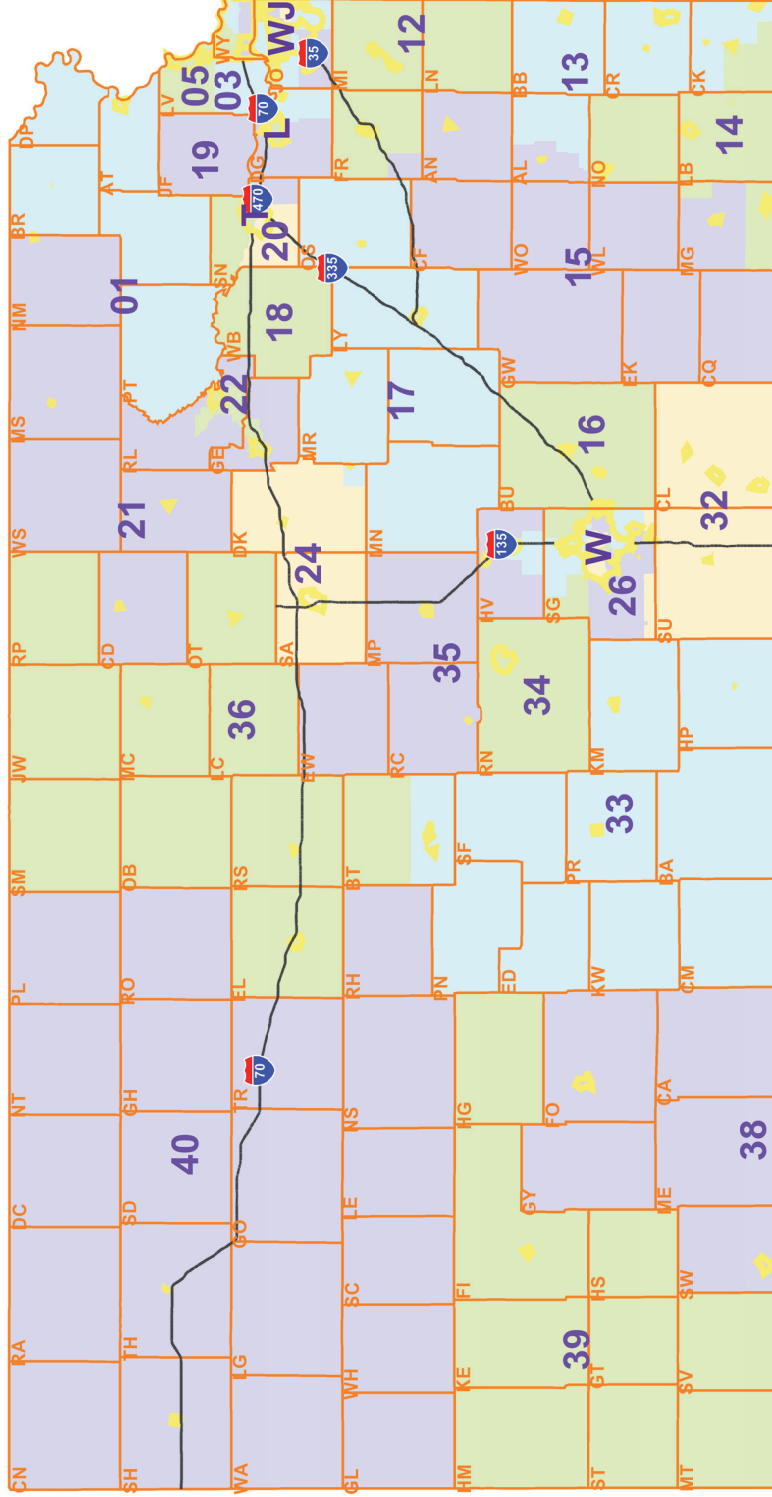 CN RA DC NT PL SM JW RP WS MS NM BR DP
CD AT
SH TH SD GH RO OB MC RL PT
21 01
OT JF LV
40 05
LC GE SN WY
19 03
WA LG GO TR EL RS 36 DK 22 WB DG
70 T 470 70
SA 20 L JO WJ
18
EW 24 MR OS 35
335
GL WH SC LE NS RH BT LY FR MI
MP MN
RC 17 12
CF AN LN
PN 35
HM KE FI HG SF HV
RN 135
ED BU GW WO AL BB
GY 34
FO SG
39 15 13
ST GT HS KW PR KM 16 WL NO CR
W
33 26
CA BA SU CL EK
ME
MT SV SW CM HP LB CK
MG
32 CQ 14
38